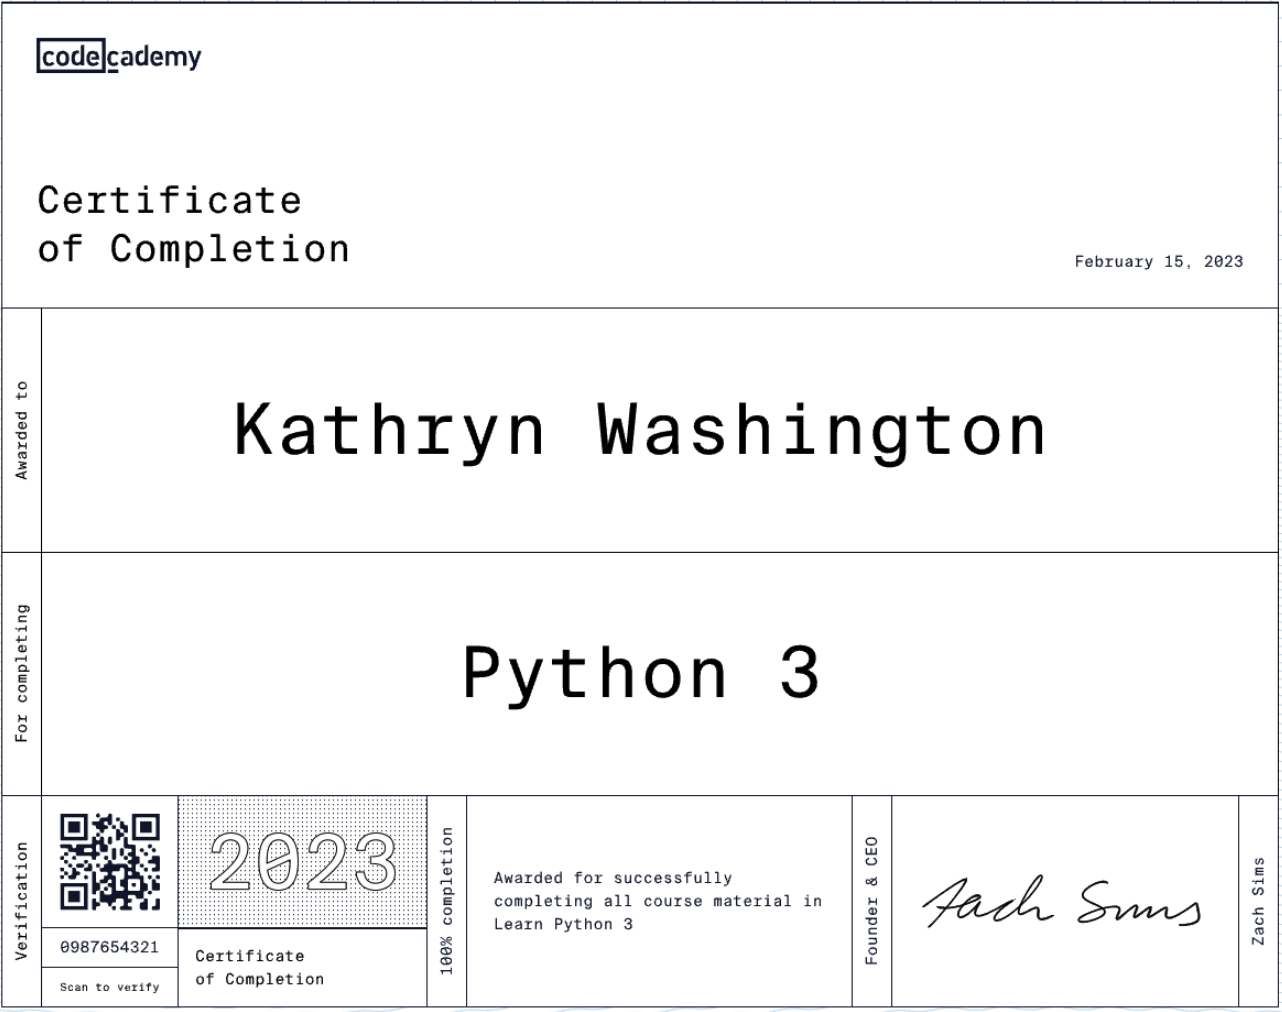 codecademy
Certificate
of Completion
February 15, 2023
Awarded to
Kathryn Washington
For completing
Python 3
Verification
0987654321
Scan to verify
2023
Certificate
of Completion
100% completion
Awarded for successfully
completing all course material in
Learn Python 3
Founder & CEO
Zach Sims
Zach Sims